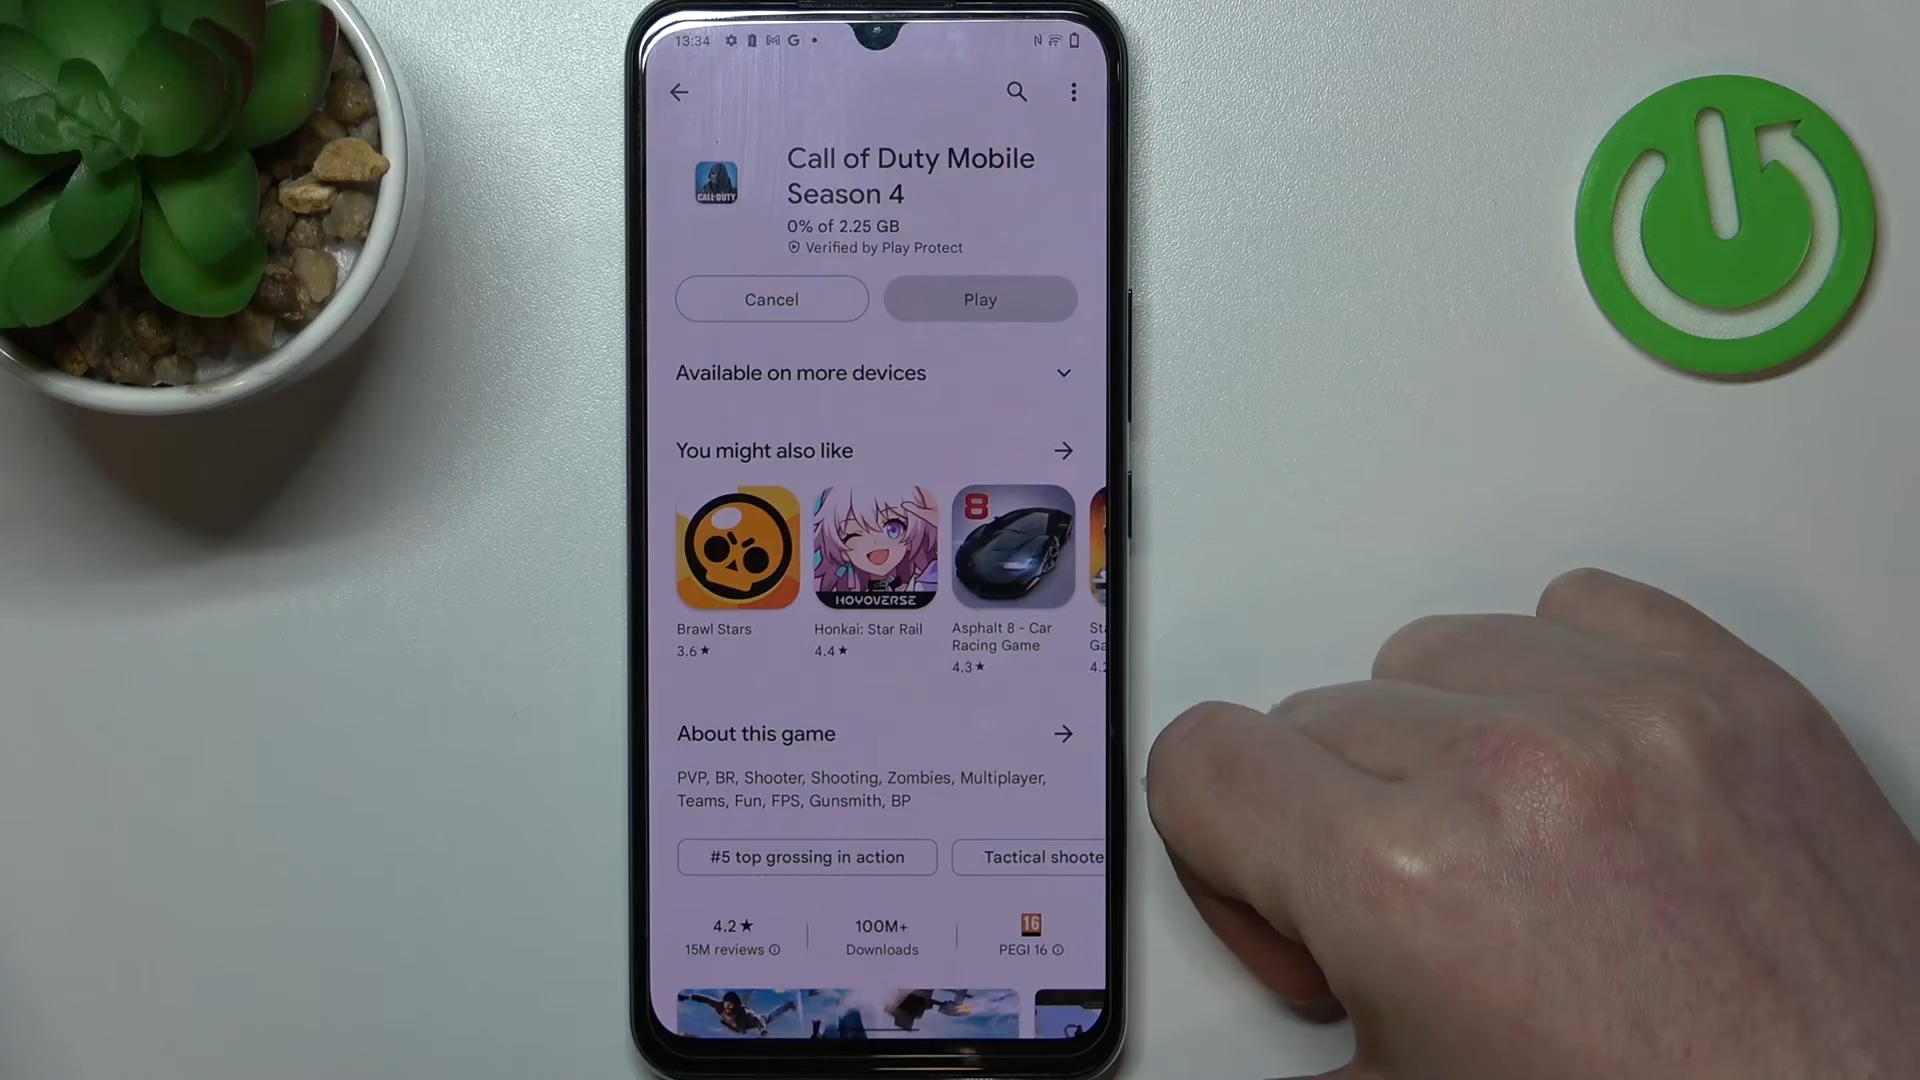 13:34
Call of Duty Mobile
Season 4
0% of 2.25 GB
Verified by Play Protect
Cancel
Play
Available on more devices
You might also like
CALL·DUTY
8
HOYOVERSE
Brawl Stars
Honkai: Star Rail
Asphalt 8 - Car
Racing Game
3.6★
4.4★
4.3★
About this game
PVP, BR, Shooter, Shooting, Zombies, Multiplayer,
Teams, Fun, FPS, Gunsmith, BP
#5 top grossing in action
Tactical shoote
4.2★
15M reviews
100M+
Downloads
16
PEGI 16